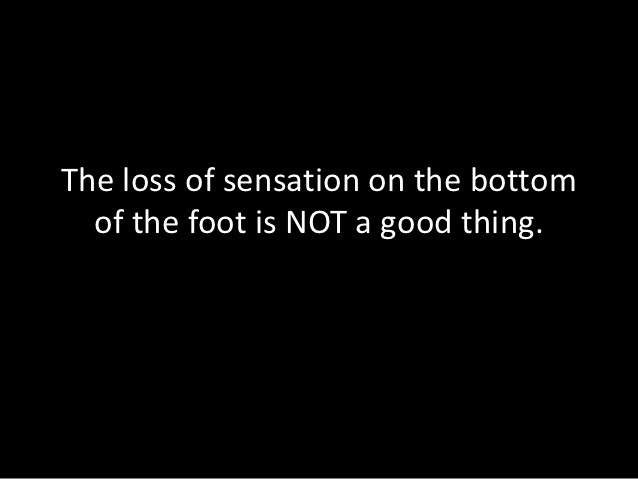 The loss of sensation on the bottom
of the foot is NOT a good thing.